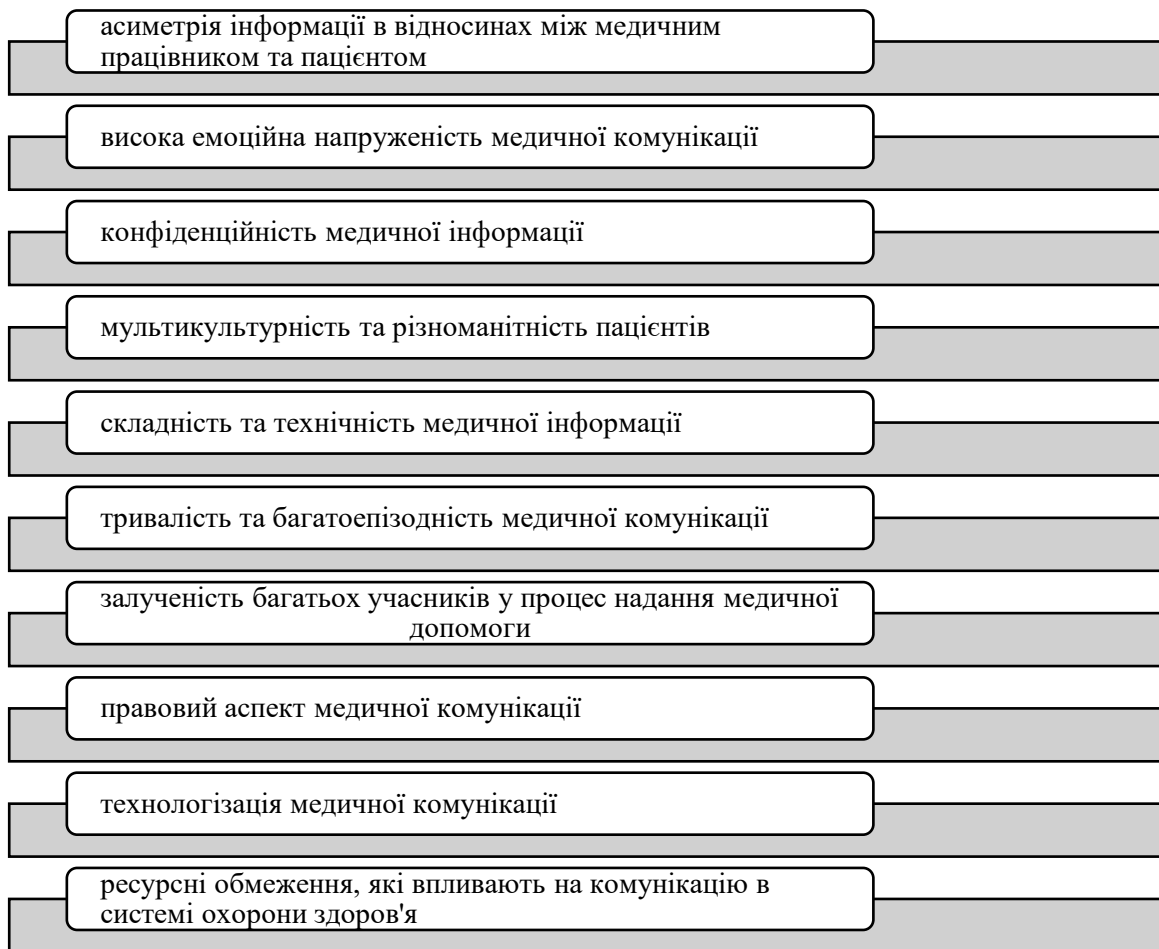 асиметрія інформації в відносинах між медичним
працівником та пацієнтом
висока емоційна напруженість медичної комунікації
конфіденційність медичної інформації
мультикультурність та різноманітність пацієнтів
складність та технічність медичної інформації
тривалість та багатоепізодність медичної комунікації
залученість багатьох учасників у процес надання медичної
допомоги
правовий аспект медичної комунікації
технологізація медичної комунікації
ресурсні обмеження, які впливають на комунікацію в
системі охорони здоров'я